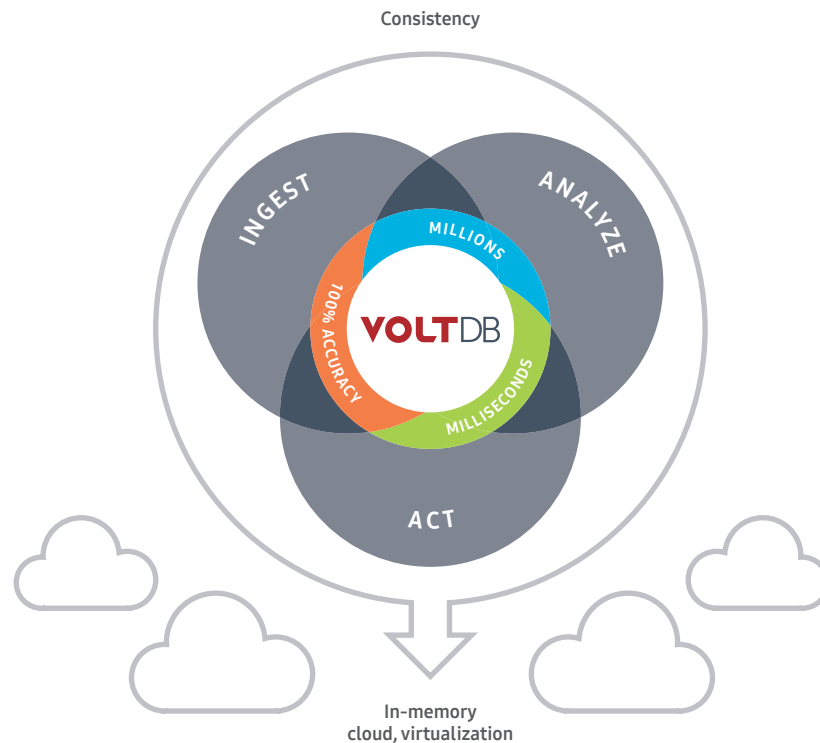 Consistency
INGEST
ANALYZE
MILLIONS
100% ACCURACY
VOLTDB
MILLISECONDS
ACT
In-memory
cloud, virtualization